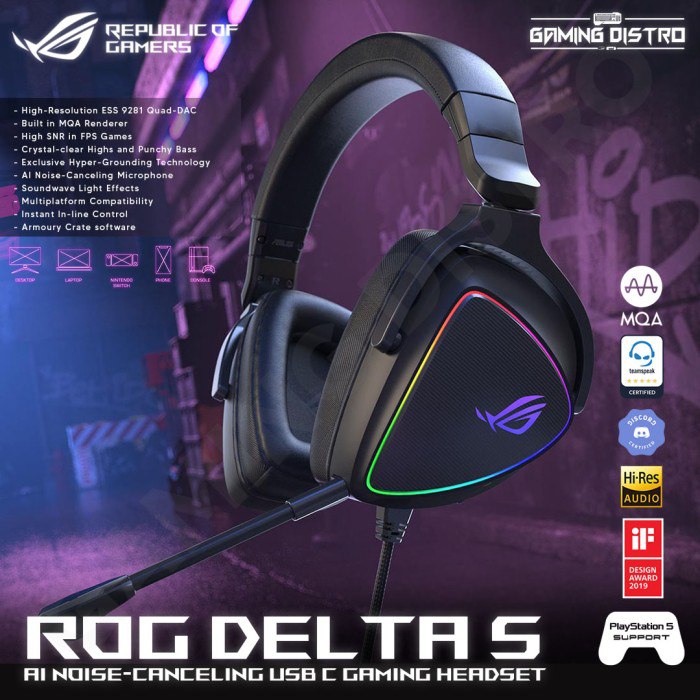 REPUBLIC OF
GAMERS
GAMING DISTRO
- High-Resolution ESS 9281 Quad-DAC
- Built in MQA Renderer
- High SNR in FPS Games
- Crystal-clear Highs and Punchy Bass
- Exclusive Hyper-Grounding Technology
- AI Noise-Canceling Microphone
- Soundwave Light Effects
- Multiplatform Compatibility
- Instant In-line Control
- Armoury Crate software
DESKTOP LAPTOP NINTENDO SWITCH PHONE CONSOLE
ASUS
R
MQA
teamspeak
CERTIFIED
DISCORD
CERTIFIED
Hi-Res
AUDIO
iF
DESIGN
AWARD
2019
PlayStation 5
SUPPORT
ROG DELTA S
AI NOISE-CANCELING USB C GAMING HEADSET